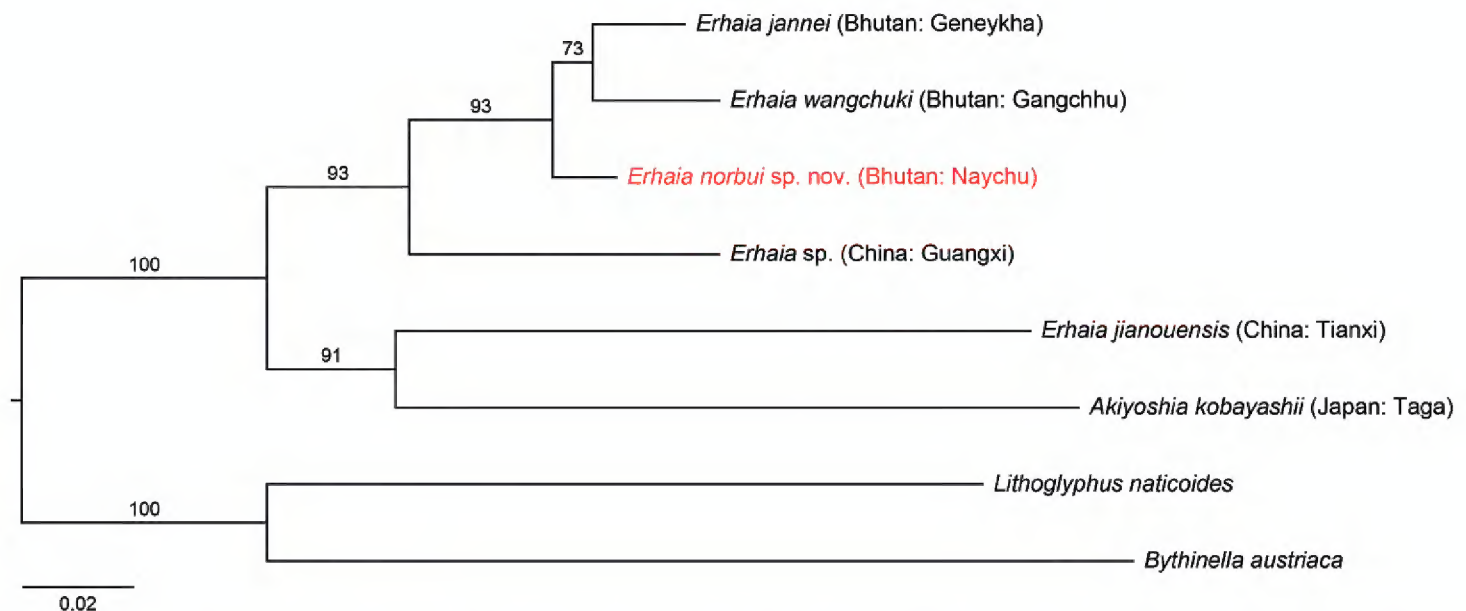 Erhaia jannei (Bhutan: Geneykha)
73
Erhaia wangchuki (Bhutan: Gangchhu)
93
Erhaia norbui sp. nov. (Bhutan: Naychu)
93
Erhaia sp. (China: Guangxi)
100
Erhaia jianouensis (China: Tianxi)
91
Akiyoshia kobayashii (Japan: Taga)
Lithoglyphus naticoides
100
Bythinella austriaca
0.02